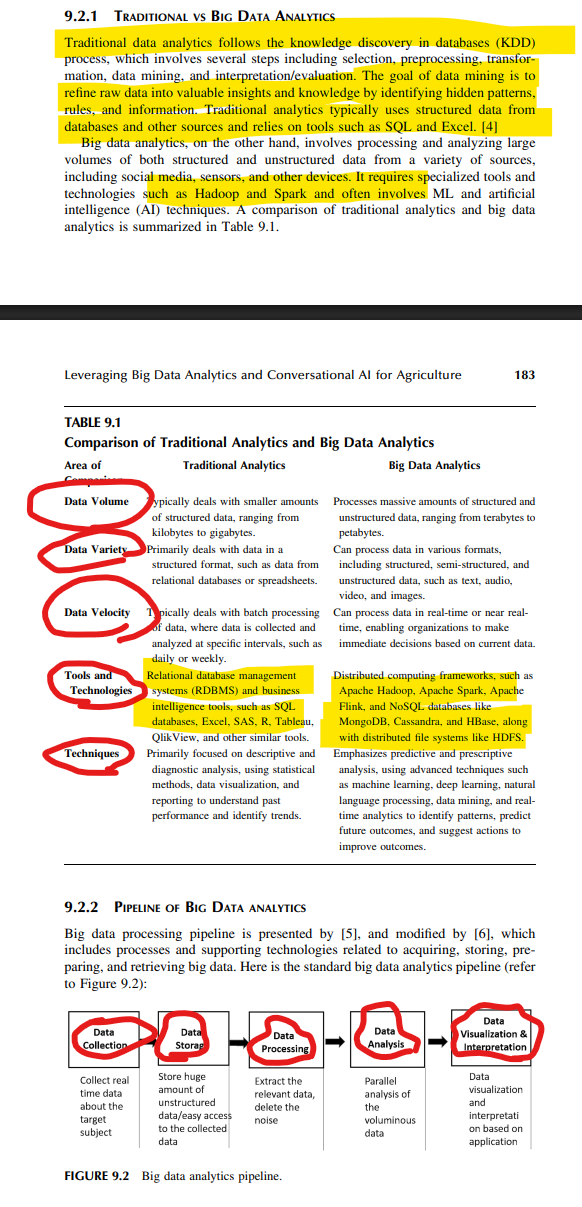 9.2.1 TRADITIONAL VS BIG DATA ANALYTICS
Traditional data analytics follows the knowledge discovery in databases (KDD)
process, which involves several steps including selection, preprocessing, transfor-
mation, data mining, and interpretation/evaluation. The goal of data mining is to
refine raw data into valuable insights and knowledge by identifying hidden patterns,
rules, and information. Traditional analytics typically uses structured data from
databases and other sources and relies on tools such as SQL and Excel. [4]
Big data analytics, on the other hand, involves processing and analyzing large
volumes of both structured and unstructured data from a variety of sources,
including social media, sensors, and other devices. It requires specialized tools and
technologies such as Hadoop and Spark and often involves ML and artificial
intelligence (AI) techniques. A comparison of traditional analytics and big data
analytics is summarized in Table 9.1.
Leveraging Big Data Analytics and Conversational AI for Agriculture 183
TABLE 9.1
Comparison of Traditional Analytics and Big Data Analytics
Area of
Comparison
Traditional Analytics
Big Data Analytics
Data Volume
Typically deals with smaller amounts
of structured data, ranging from
kilobytes to gigabytes.
Processes massive amounts of structured and
unstructured data, ranging from terabytes to
petabytes.
Data Variety
Primarily deals with data in a
structured format, such as data from
relational databases or spreadsheets.
Can process data in various formats,
including structured, semi-structured, and
unstructured data, such as text, audio,
video, and images.
Data Velocity
Typically deals with batch processing
of data, where data is collected and
analyzed at specific intervals, such as
daily or weekly.
Can process data in real-time or near real-
time, enabling organizations to make
immediate decisions based on current data.
Tools and
Technologies
Relational database management
systems (RDBMS) and business
intelligence tools, such as SQL
databases, Excel, SAS, R, Tableau,
QlikView, and other similar tools.
Distributed computing frameworks, such as
Apache Hadoop, Apache Spark, Apache
Flink, and NoSQL databases like
MongoDB, Cassandra, and HBase, along
with distributed file systems like HDFS.
Techniques
Primarily focused on descriptive and
diagnostic analysis, using statistical
methods, data visualization, and
reporting to understand past
performance and identify trends.
Emphasizes predictive and prescriptive
analysis, using advanced techniques such
as machine learning, deep learning, natural
language processing, data mining, and real-
time analytics to identify patterns, predict
future outcomes, and suggest actions to
improve outcomes.
9.2.2 PIPELINE OF BIG DATA ANALYTICS
Big data processing pipeline is presented by [5], and modified by [6], which
includes processes and supporting technologies related to acquiring, storing, pre-
paring, and retrieving big data. Here is the standard big data analytics pipeline (refer
to Figure 9.2):
Data
Collection
Data
Storage
Data
Processing
Data
Analysis
Data
Visualization &
Interpretation
Collect real
time data
about the
target
subject
Store huge
amount of
unstructured
data/easy access
to the collected
data
Extract the
relevant data,
delete the
noise
Parallel
analysis of
the
voluminous
data
Data
visualization
and
interpretati
on based on
application
FIGURE 9.2 Big data analytics pipeline.